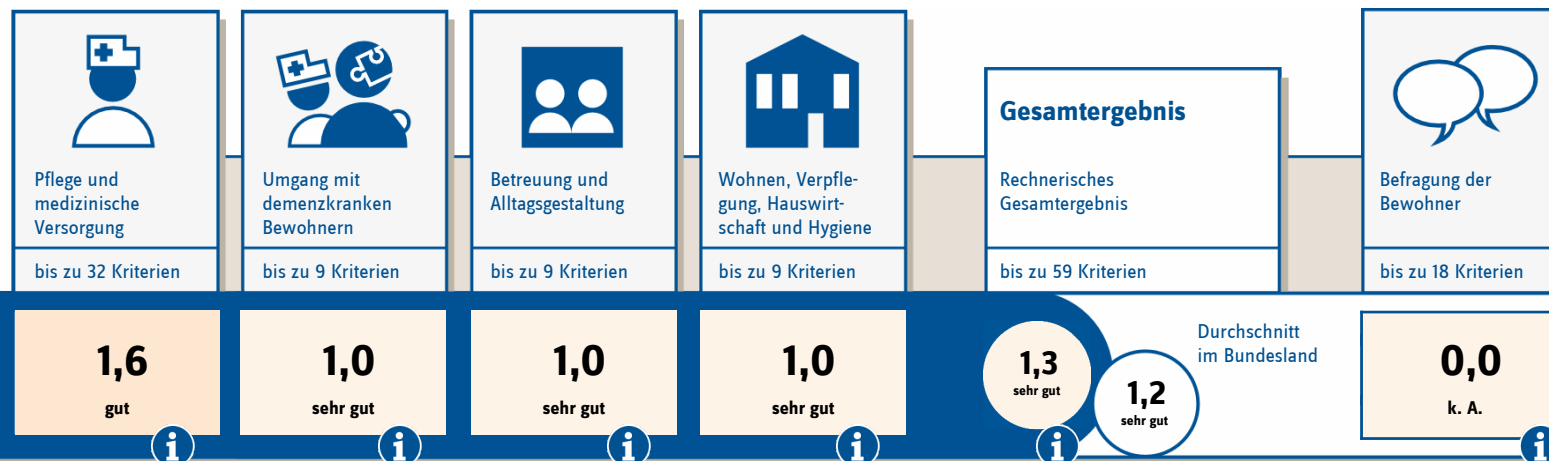 Pflege und
medizinische
Versorgung
bis zu 32 Kriterien
1,6
gut
Umgang mit
demenzkranken
Bewohnern
bis zu 9 Kriterien
1,0
sehr gut
Betreuung und
Alltagsgestaltung
bis zu 9 Kriterien
1,0
sehr gut
Wohnen, Verpfle-
gung, Hauswirt-
schaft und Hygiene
bis zu 9 Kriterien
1,0
sehr gut
Gesamtergebnis
Rechnerisches
Gesamtergebnis
bis zu 59 Kriterien
1,3
sehr gut
1,2
sehr gut
Durchschnitt
im Bundesland
Befragung der
Bewohner
bis zu 18 Kriterien
0,0
k. A.